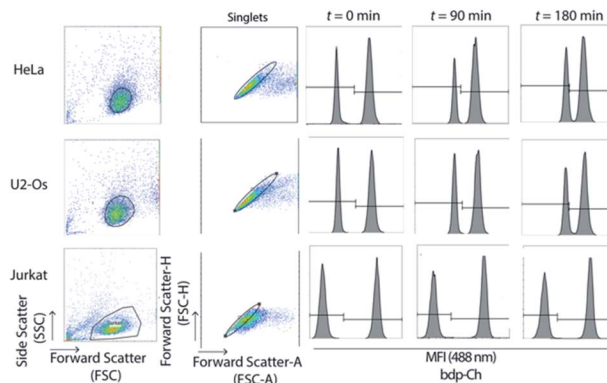 Singlets t = 0 min t = 90 min t = 180 min
HeLa
U2-Os
Jurkat
Side Scatter
(SSC)
Forward Scatter
(FSC)
Forward Scatter-H
(FSC-H)
Forward Scatter-A
(FSC-A)
MFI (488 nm)
bdp-Ch